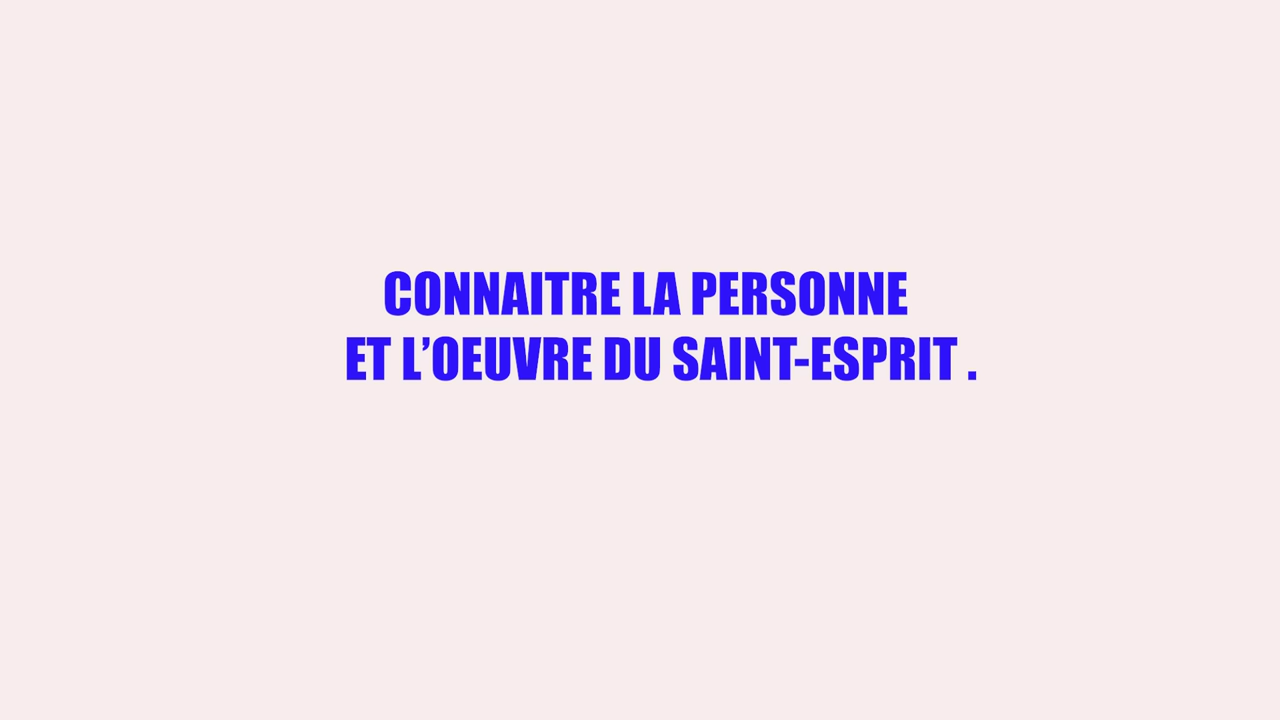 CONNAITRE LA PERSONNE
ET L’OEUVRE DU SAINT-ESPRIT .